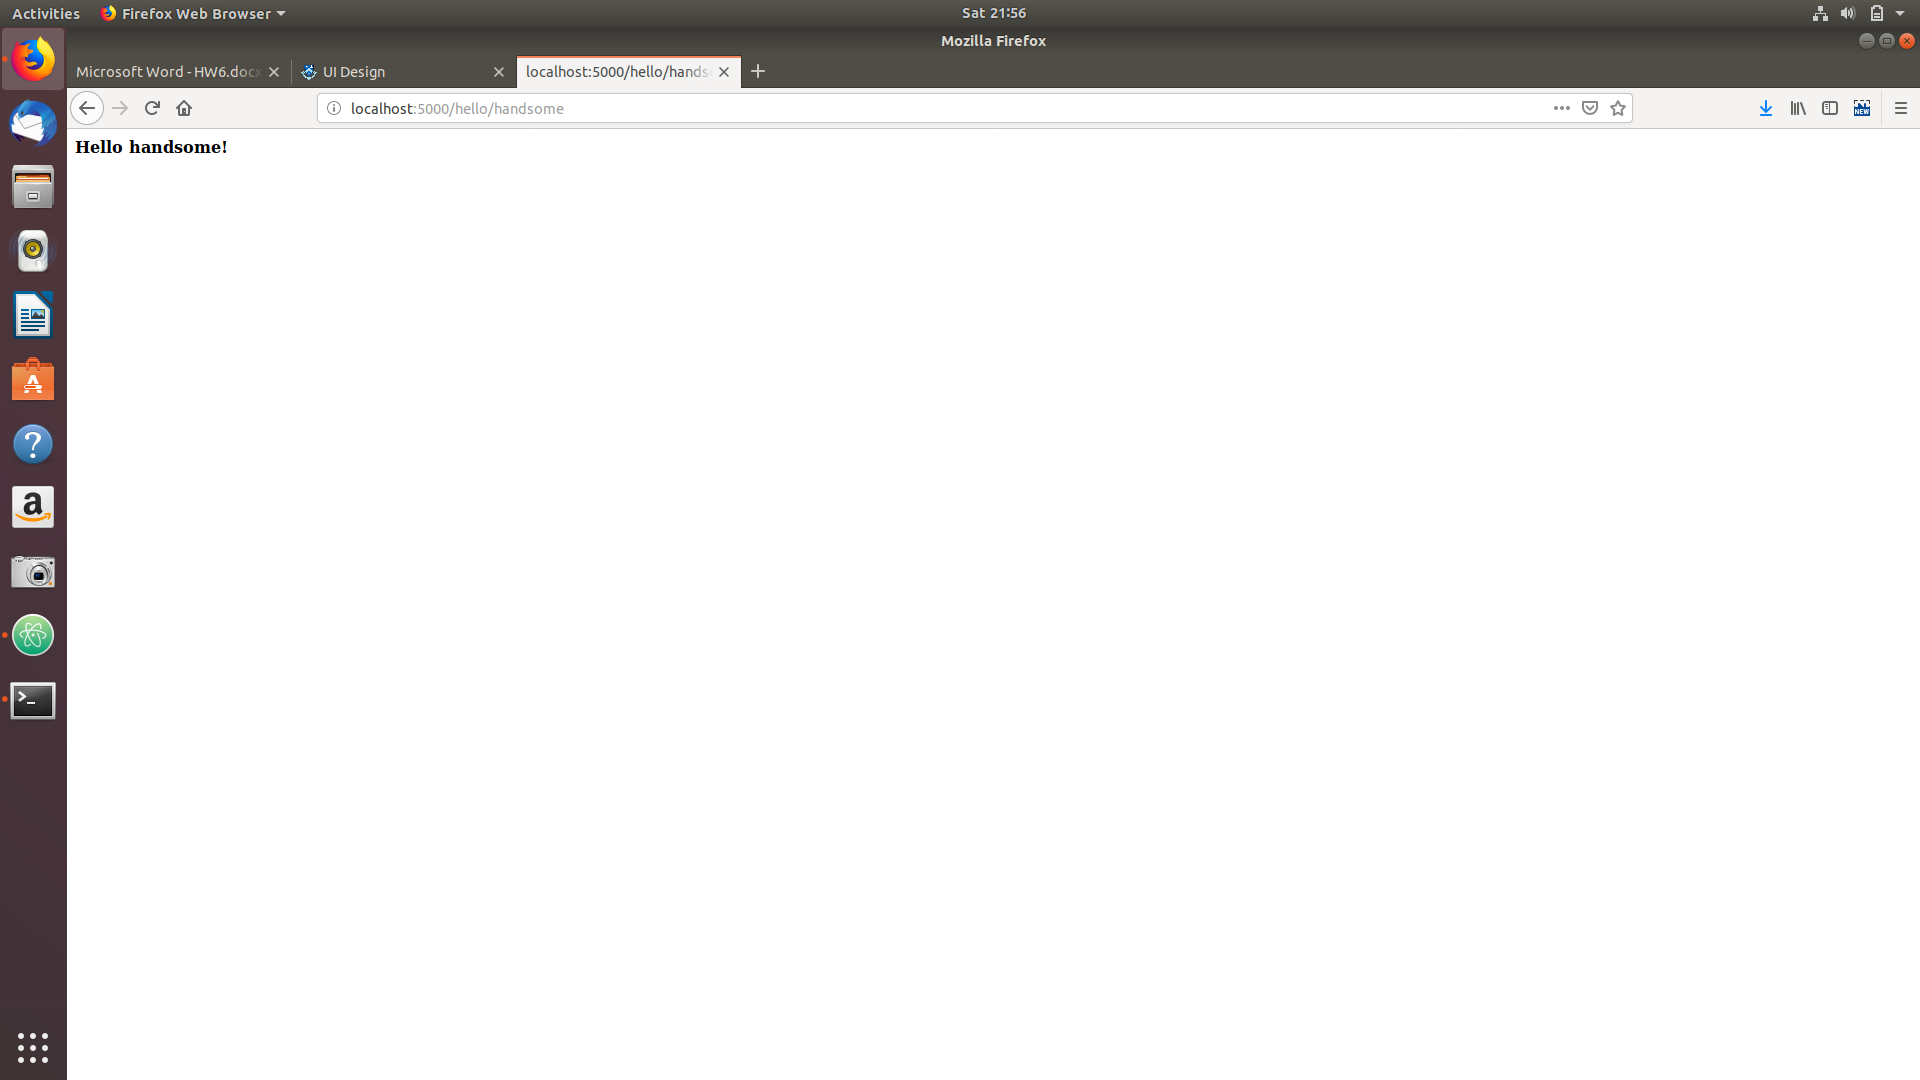 Activities Firefox Web Browser Sat 21:56
Mozilla Firefox
Microsoft Word - HW6.docx UI Design localhost:5000/hello/hands
localhost:5000/hello/handsome
NEW
Hello handsome!